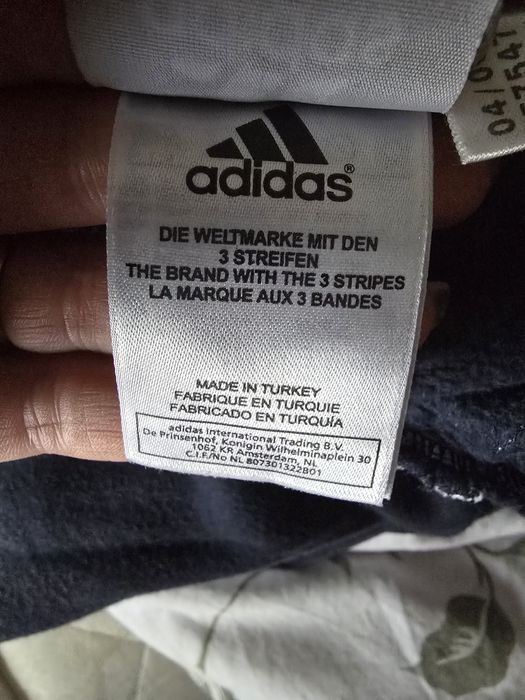 adidas®
DIE WELTMARKE MIT DEN
3 STREIFEN
THE BRAND WITH THE 3 STRIPES
LA MARQUE AUX 3 BANDES
MADE IN TURKEY
FABRIQUE EN TURQUIE
FABRICADO EN TURQUÍA
adidas International Trading B.V.
De Prinsenhof, Konigin Wilhelminaplein 30
1062 KR Amsterdam, NL
C.I.F./No NL 807301322B01
04/0